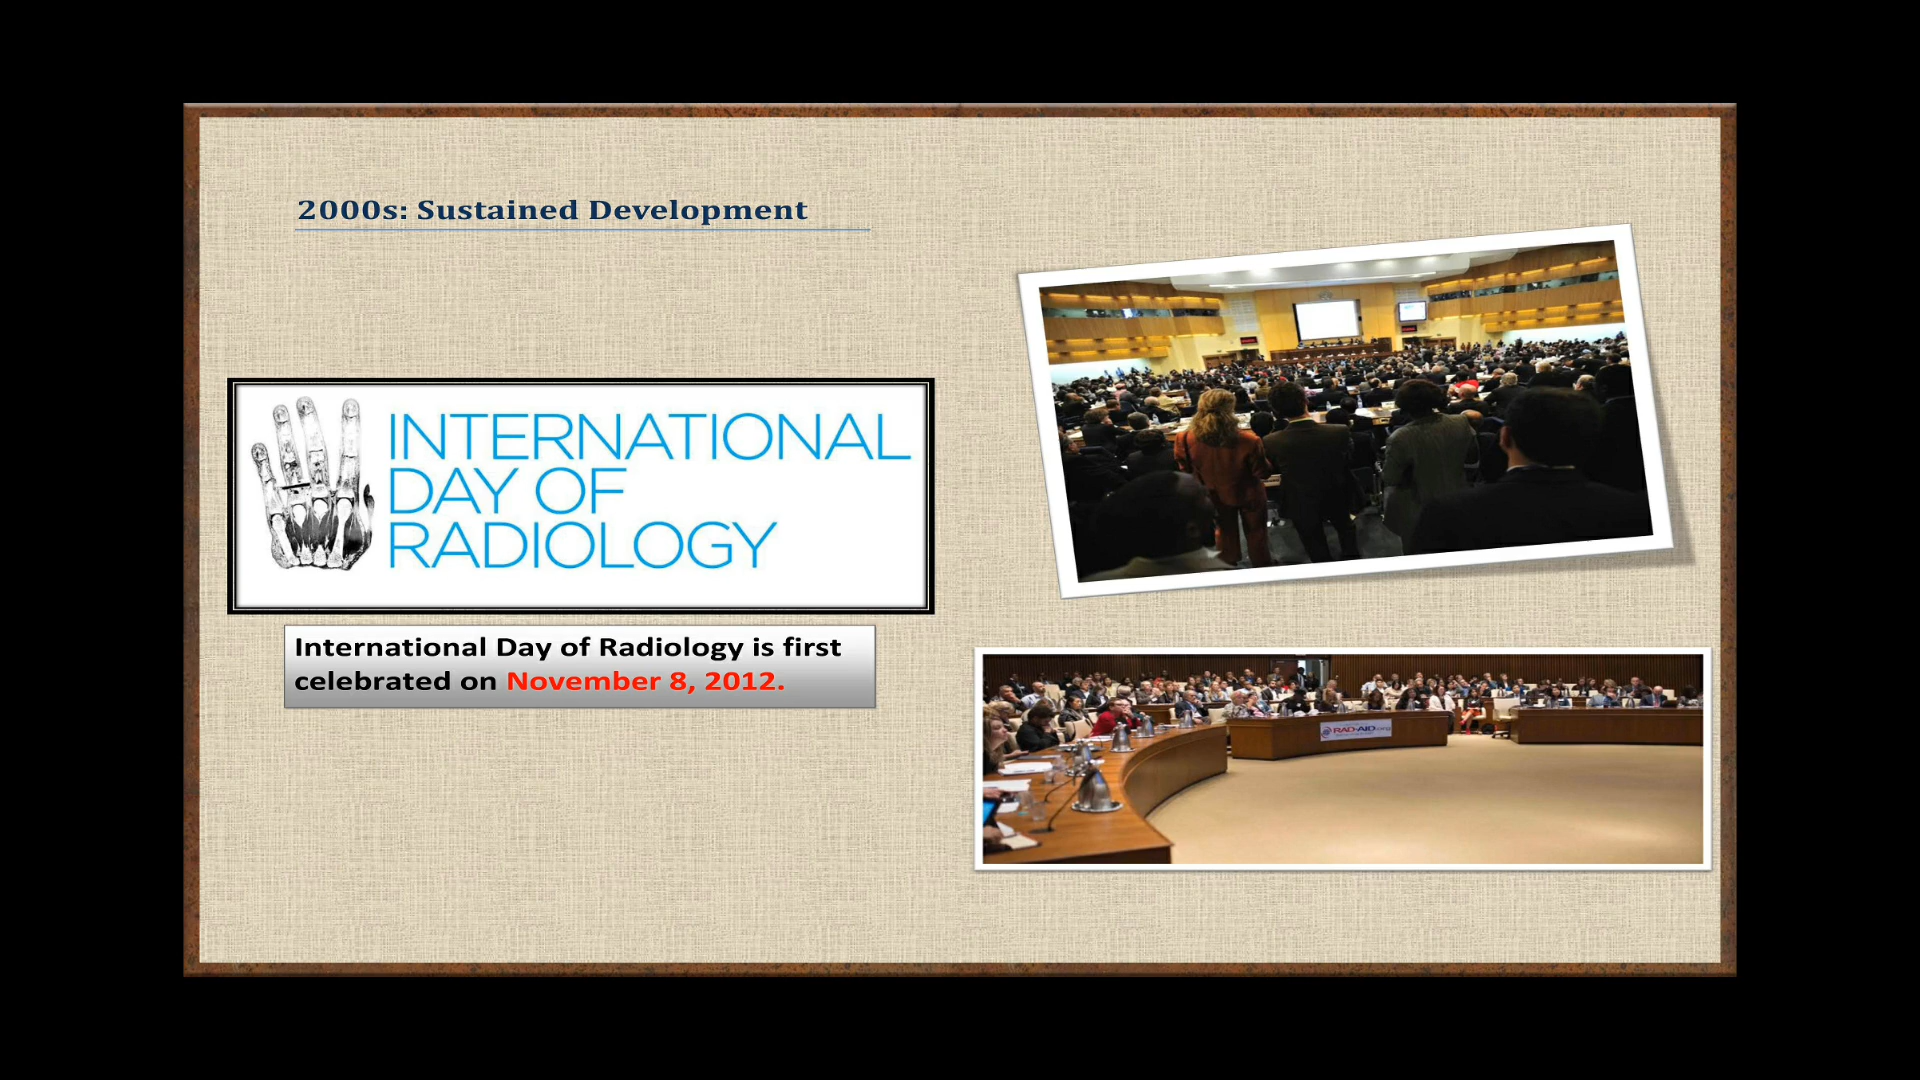 2000s: Sustained Development
INTERNATIONAL
DAY OF
RADIOLOGY
International Day of Radiology is first
celebrated on November 8, 2012.
RAD-AID.org